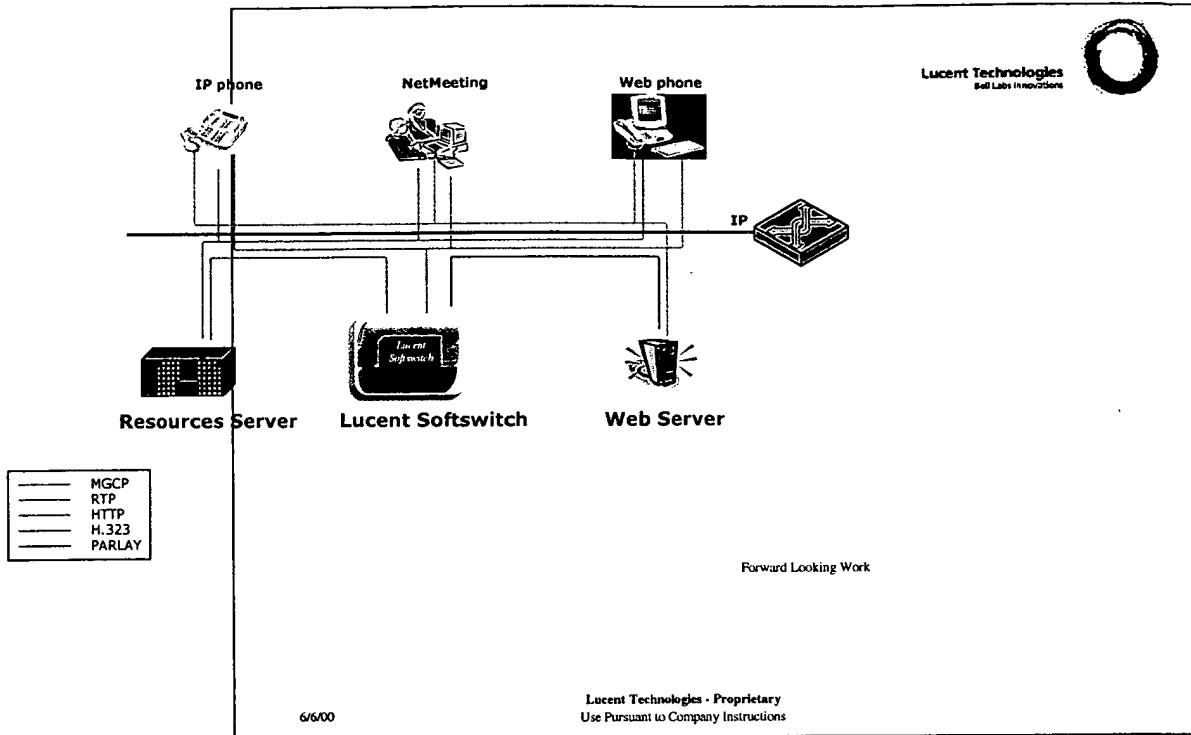 Lucent Technologies
Bell Labs Innovations
IP phone
NetMeeting
Web phone
IP
Lucent
Softswitch
Resources Server
Lucent Softswitch
Web Server
MGCP
RTP
HTTP
H.323
PARLAY
Forward Looking Work
6/6/00
Lucent Technologies - Proprietary
Use Pursuant to Company Instructions